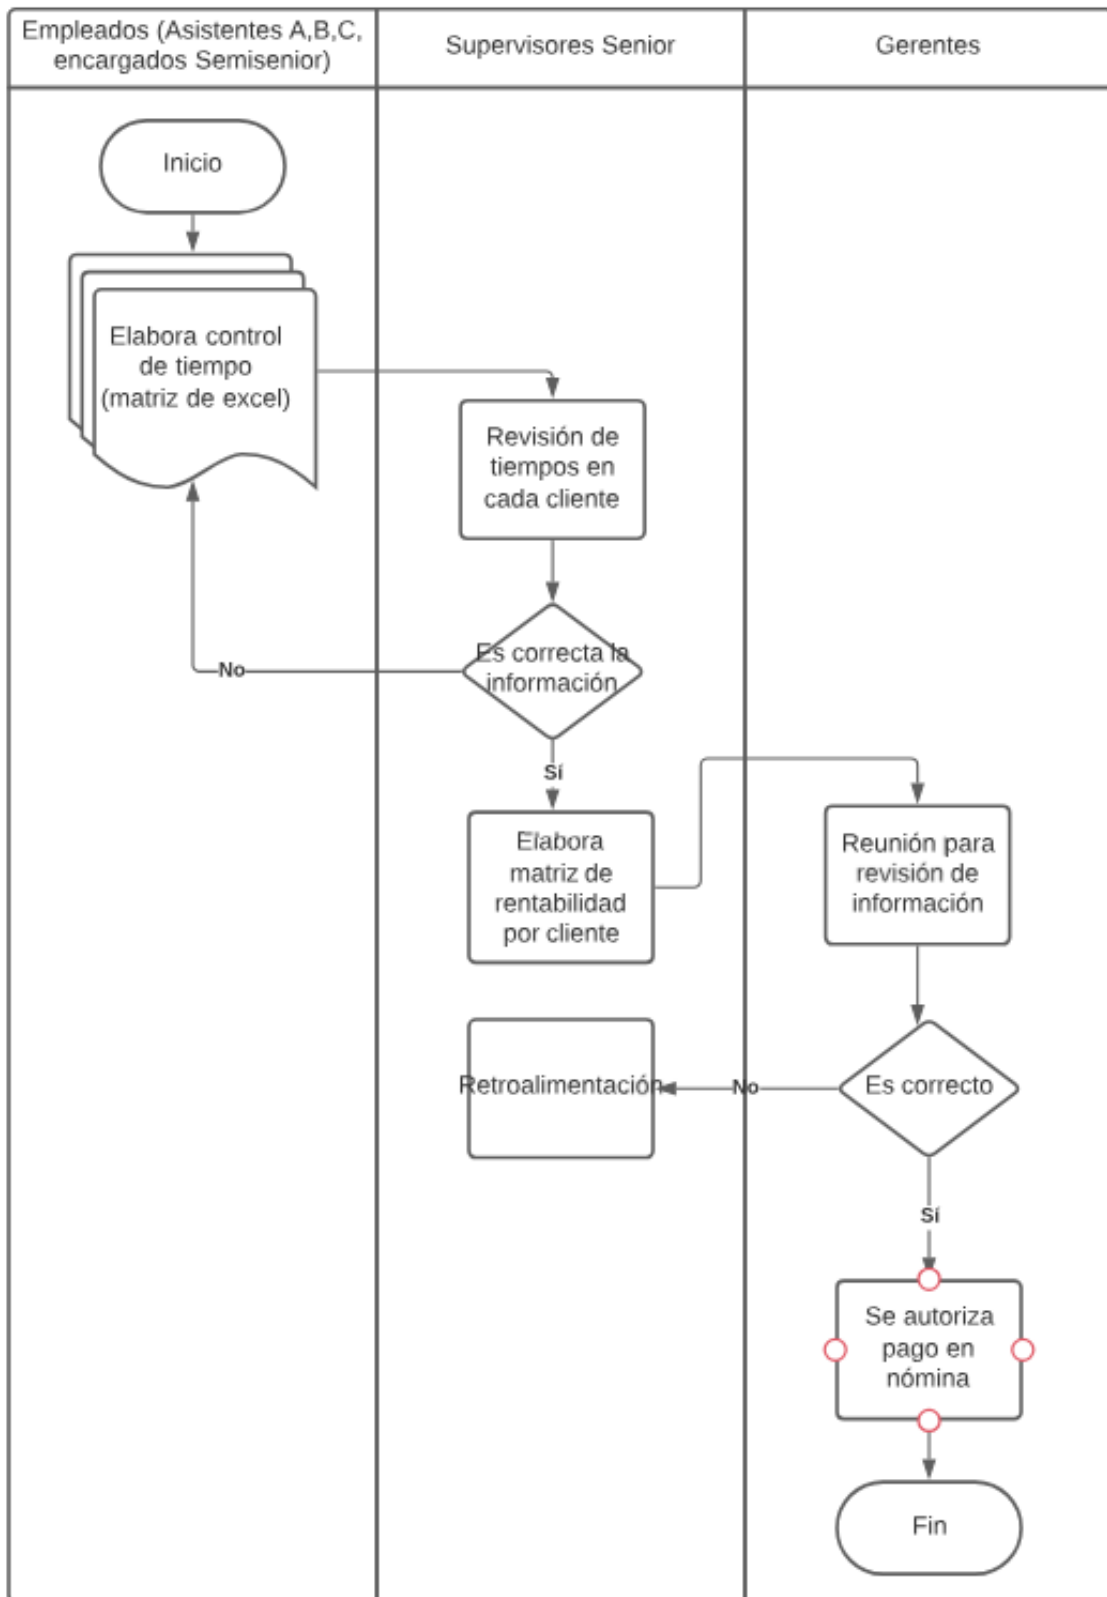 Empleados (Asistentes A,B,C,
encargados Semisenior)
Supervisores Senior
Gerentes
Inicio
Elabora control
de tiempo
(matriz de excel)
Revisión de
tiempos en
cada cliente
Es correcta la
información
No
Sí
Elabora
matriz de
rentabilidad
por cliente
Reunión para
revisión de
información
Retroalimentación
No
Es correcto
Sí
Se autoriza
pago en
nómina
Fin